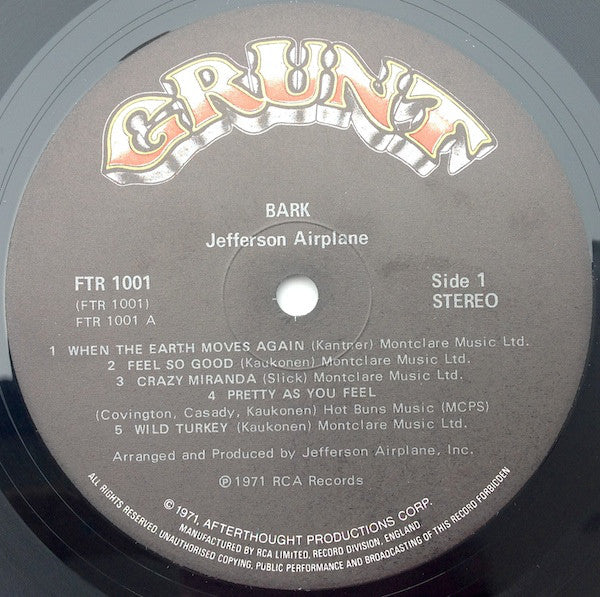 GRUNT
BARK
Jefferson Airplane
FTR 1001
(FTR 1001)
FTR 1001 A
Side 1
STEREO
1 WHEN THE EARTH MOVES AGAIN (Kantner) Montclare Music Ltd.
2 FEEL SO GOOD (Kaukonen) Montclare Music Ltd.
3 CRAZY MIRANDA (Slick) Montclare Music Ltd.
4 PRETTY AS YOU FEEL
(Covington, Casady, Kaukonen) Hot Buns Music (MCPS)
5 WILD TURKEY (Kaukonen) Montclare Music Ltd.
Arranged and Produced by Jefferson Airplane, Inc.
℗ 1971 RCA Records
© 1971, AFTERTHOUGHT PRODUCTIONS CORP.
MANUFACTURED BY RCA LIMITED, RECORD DIVISION, ENGLAND
ALL RIGHTS RESERVED. UNAUTHORISED COPYING, PUBLIC PERFORMANCE AND BROADCASTING OF THIS RECORD FORBIDDEN